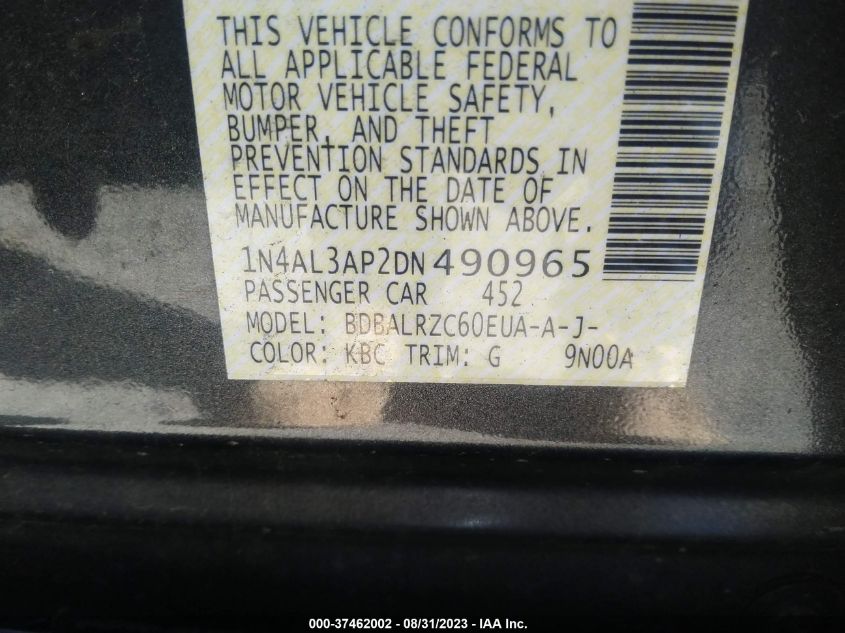 THIS VEHICLE CONFORMS TO
ALL APPLICABLE FEDERAL
MOTOR VEHICLE SAFETY,
BUMPER, AND THEFT
PREVENTION STANDARDS IN
EFFECT ON THE DATE OF
MANUFACTURE SHOWN ABOVE.
1N4AL3AP2DN490965
PASSENGER CAR 452
MODEL: BDBALRZC60EUA-A-J-
COLOR: KBC TRIM: G 9N00A
000-37462002 - 08/31/2023 - IAA Inc.